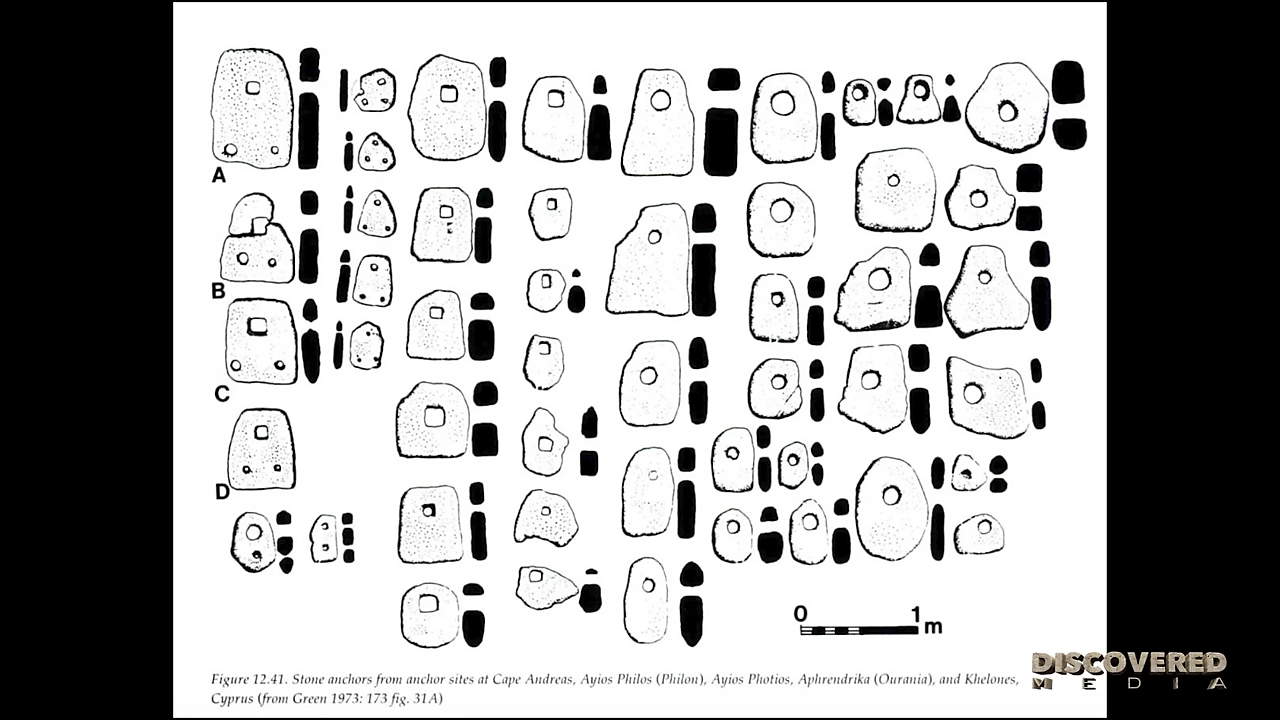 A
B
C
D
0 1
m
Figure 12.41. Stone anchors from anchor sites at Cape Andreas, Ayios Philos (Philon), Ayios Photios, Aphrendrika (Ourania), and Khelones,
Cyprus (from Green 1973: 173 fig. 31A)
DISCOVERED
MEDIA